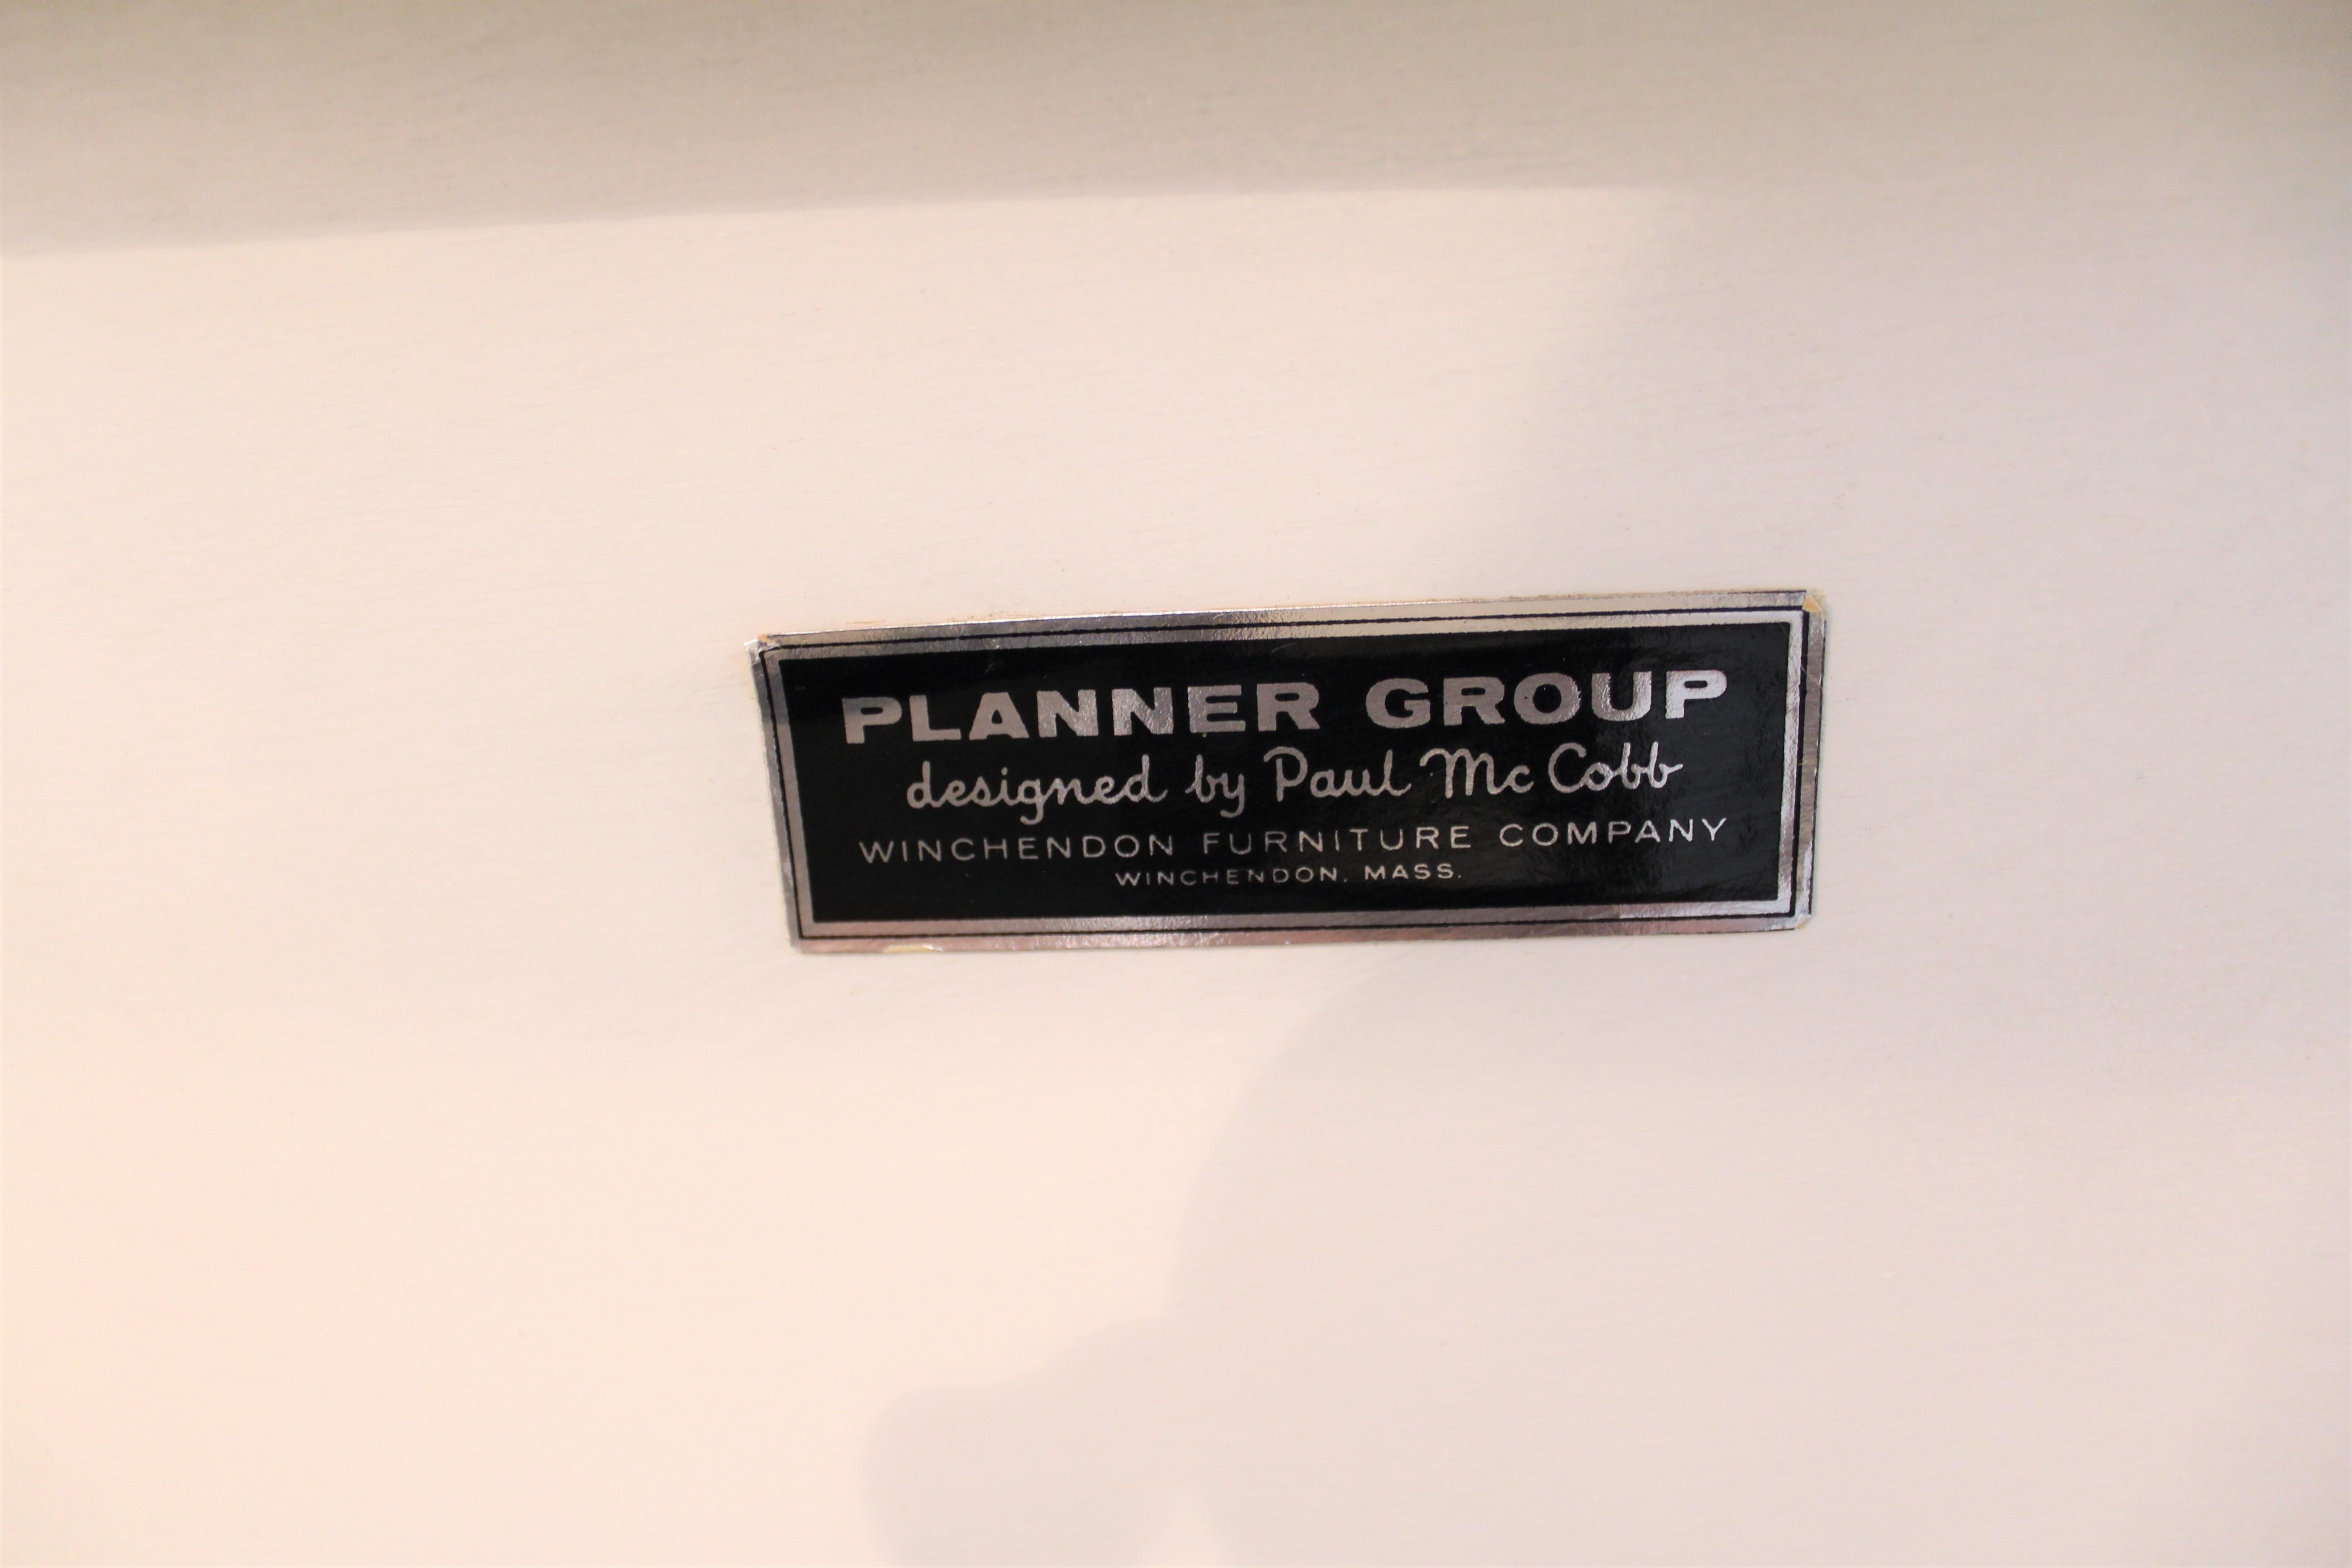 PLANNER GROUP
designed by Paul Mc Cobb
WINCHENDON FURNITURE COMPANY
WINCHENDON, MASS.